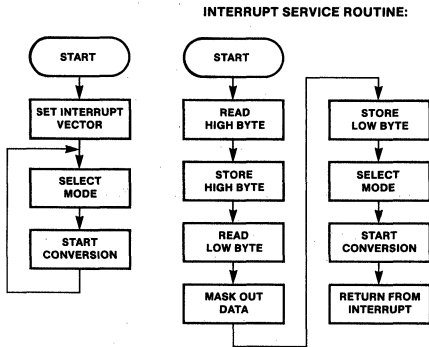 INTERRUPT SERVICE ROUTINE:
START
SET INTERRUPT
VECTOR
SELECT
MODE
START
CONVERSION
START
READ
HIGH BYTE
STORE
HIGH BYTE
READ
LOW BYTE
MASK OUT
DATA
STORE
LOW BYTE
SELECT
MODE
START
CONVERSION
RETURN FROM
INTERRUPT